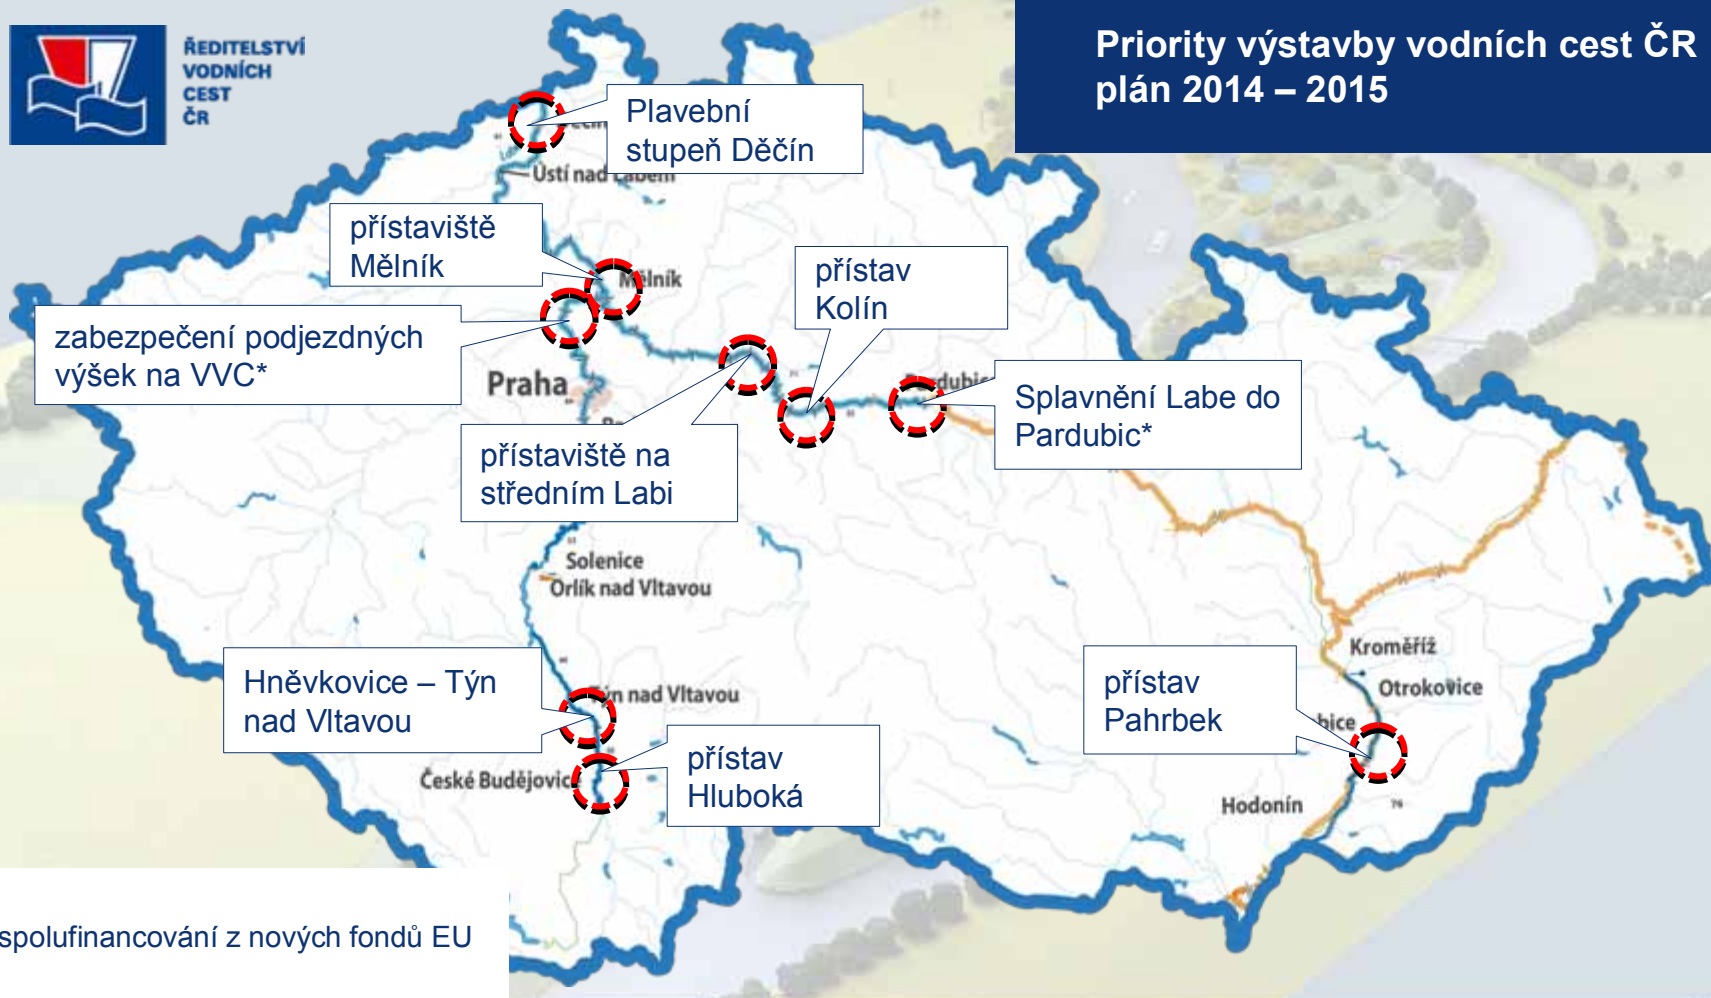 ŘEDITELSTVÍ
VODNÍCH
CEST
ČR
Priority výstavby vodních cest ČR
plán 2014 – 2015
Plavební
stupeň Děčín
Ústí nad Labem
přístaviště
Mělník
Mělník
přístav
Kolín
zabezpečení podjezdných
výšek na VVC*
Praha
Splavnění Labe do
Pardubic*
přístaviště na
středním Labi
Solenice
Orlík nad Vltavou
Kroměříž
Otrokovice
Hněvkovice – Týn
nad Vltavou
Týn nad Vltavou
přístav
Pahrbek
přístav
Hluboká
České Budějovice
Hodonín
76
spolufinancování z nových fondů EU